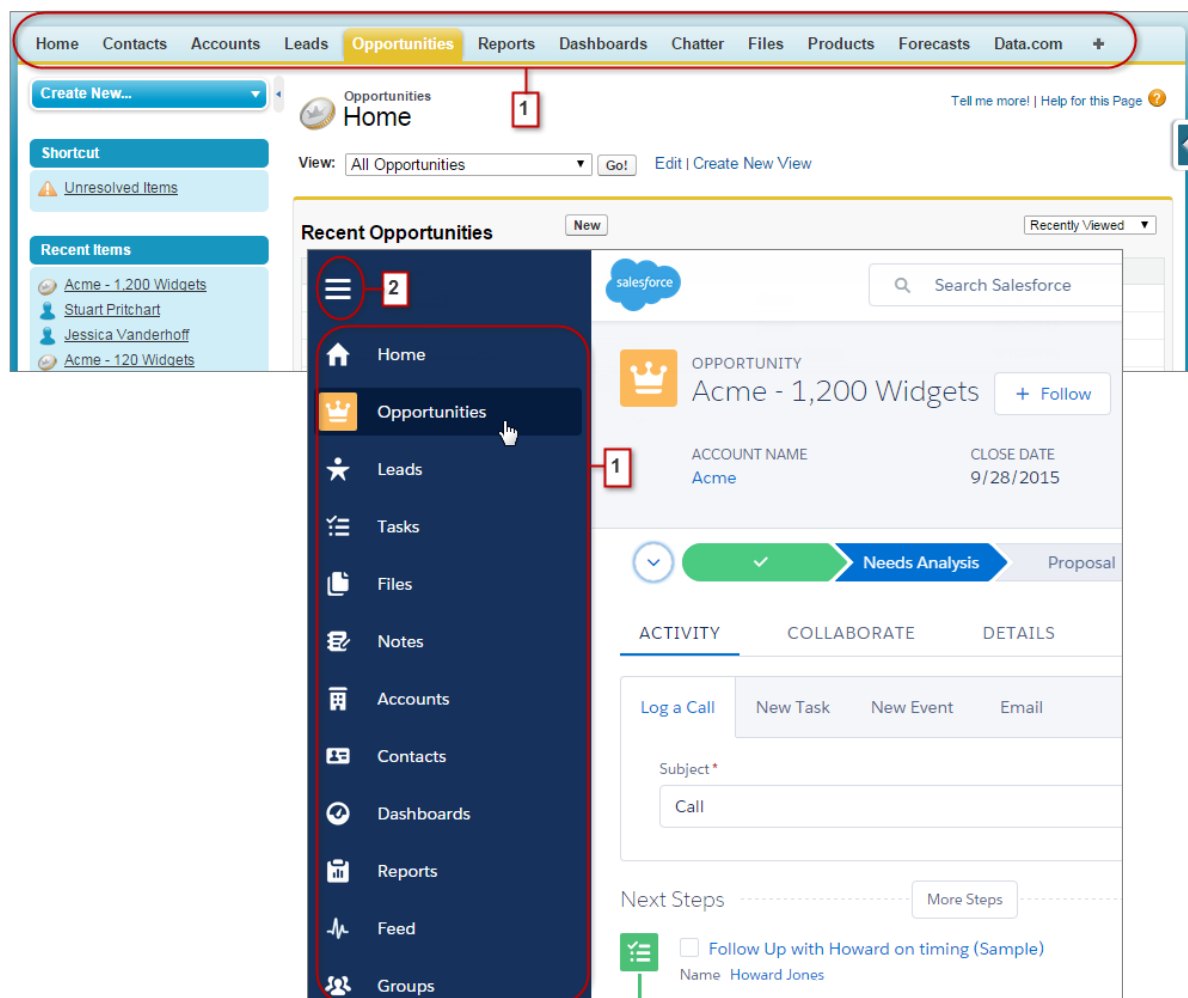 Home Contacts Accounts Leads Opportunities Reports Dashboards Chatter Files Products Forecasts Data.com +
Create New...
Opportunities
Home
1
Tell me more! | Help for this Page ?
Shortcut
Unresolved Items
View: All Opportunities Go! Edit | Create New View
Recent Items
Acme - 1,200 Widgets
Stuart Pritchart
Jessica Vanderhoff
Acme - 120 Widgets
Recent Opportunities New Recently Viewed
2
salesforce
Search Salesforce
Home
Opportunities
Leads
Tasks
Files
Notes
Accounts
Contacts
Dashboards
Reports
Feed
Groups
1
OPPORTUNITY
Acme - 1,200 Widgets + Follow
ACCOUNT NAME CLOSE DATE
Acme 9/28/2015
Needs Analysis Proposal
ACTIVITY COLLABORATE DETAILS
Log a Call New Task New Event Email
Subject*
Call
Next Steps More Steps
Follow Up with Howard on timing (Sample)
Name Howard Jones